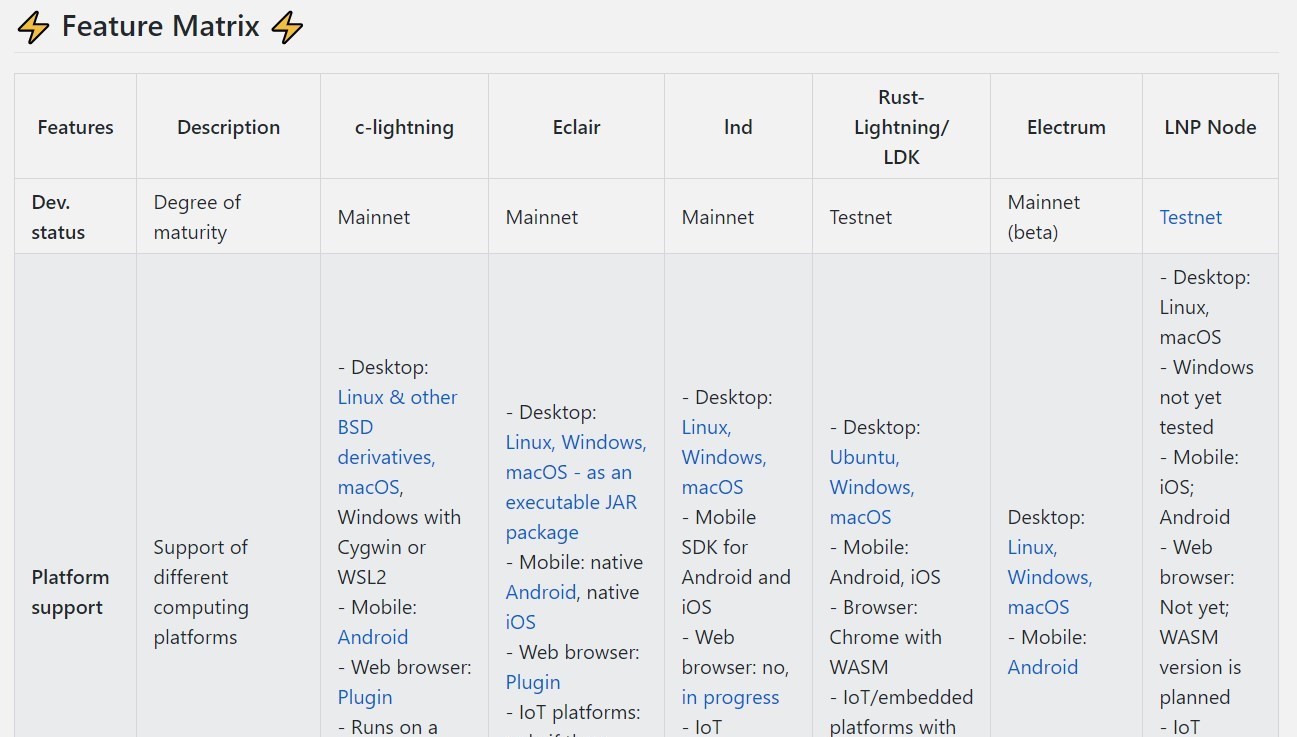 ⚡ Feature Matrix ⚡
Features
Description
c-lightning
Eclair
lnd
Rust-
Lightning/
LDK
Electrum
LNP Node
Dev.
status
Degree of
maturity
Mainnet
Mainnet
Mainnet
Testnet
Mainnet
(beta)
Testnet
Platform
support
Support of
different
computing
platforms
- Desktop:
Linux & other
BSD
derivatives,
macOS,
Windows with
Cygwin or
WSL2
- Mobile:
Android
- Web browser:
Plugin
- Runs on a
- Desktop:
Linux, Windows,
macOS - as an
executable JAR
package
- Mobile: native
Android, native
iOS
- Web browser:
Plugin
- IoT platforms:
- Desktop:
Linux,
Windows,
macOS
- Mobile
SDK for
Android and
iOS
- Web
browser: no,
in progress
- IoT
- Desktop:
Ubuntu,
Windows,
macOS
- Mobile:
Android, iOS
- Browser:
Chrome with
WASM
- IoT/embedded
platforms with
Desktop:
Linux,
Windows,
macOS
- Mobile:
Android
- Desktop:
Linux,
macOS
- Windows
not yet
tested
- Mobile:
iOS;
Android
- Web
browser:
Not yet;
WASM
version is
planned
- IoT